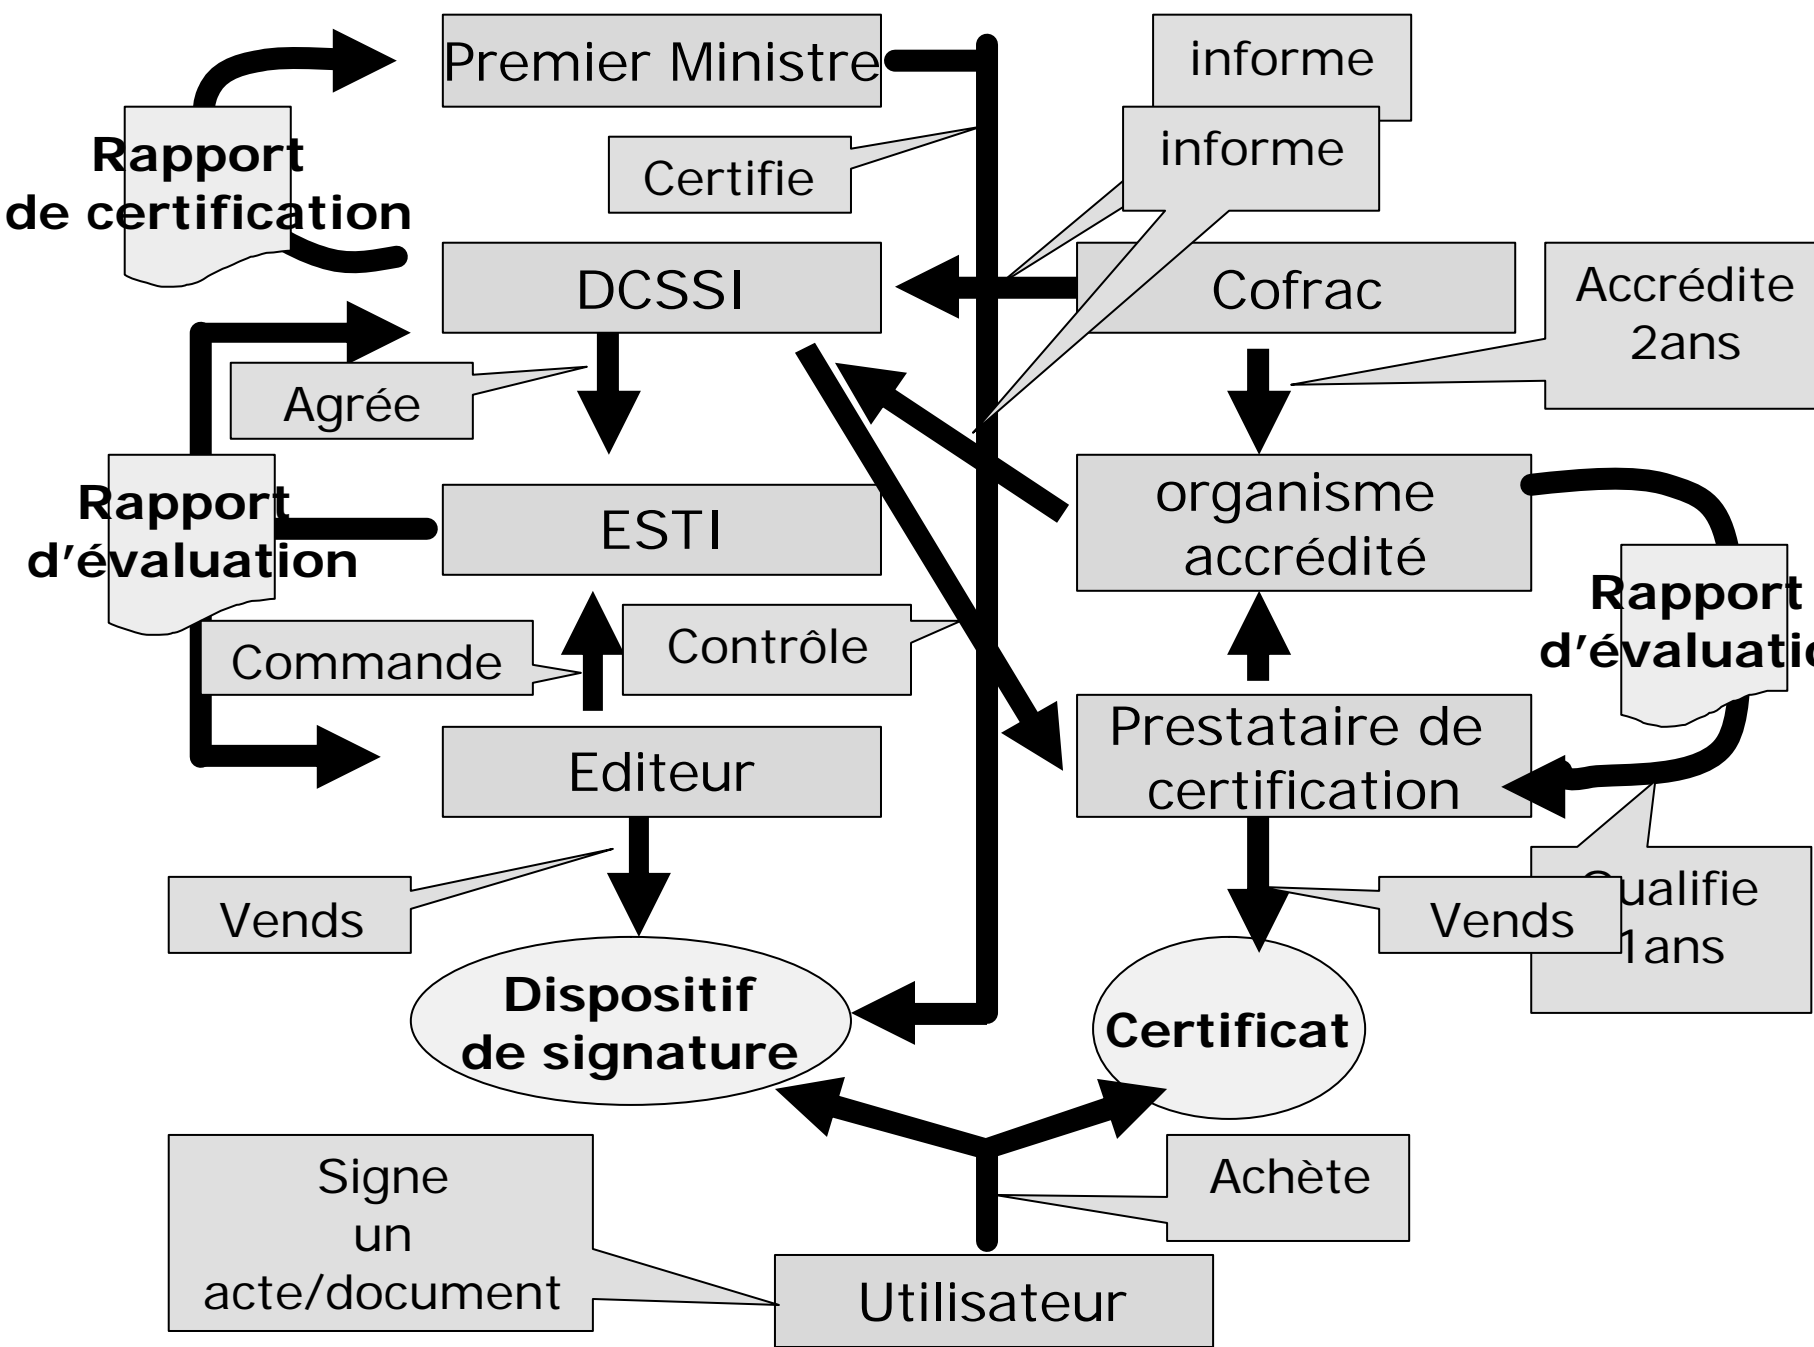 Premier Ministre
informe
informe
Certifie
Rapport
de certification
DCSSI
Cofrac
Accrédite
2ans
Agrée
Rapport
d’évaluation
ESTI
organisme
accrédité
Rapport
d’évaluatio
Commande
Contrôle
Editeur
Prestataire de
certification
Vends
Vends
Qualifie
1ans
Dispositif
de signature
Certificat
Signe
un
acte/document
Achète
Utilisateur